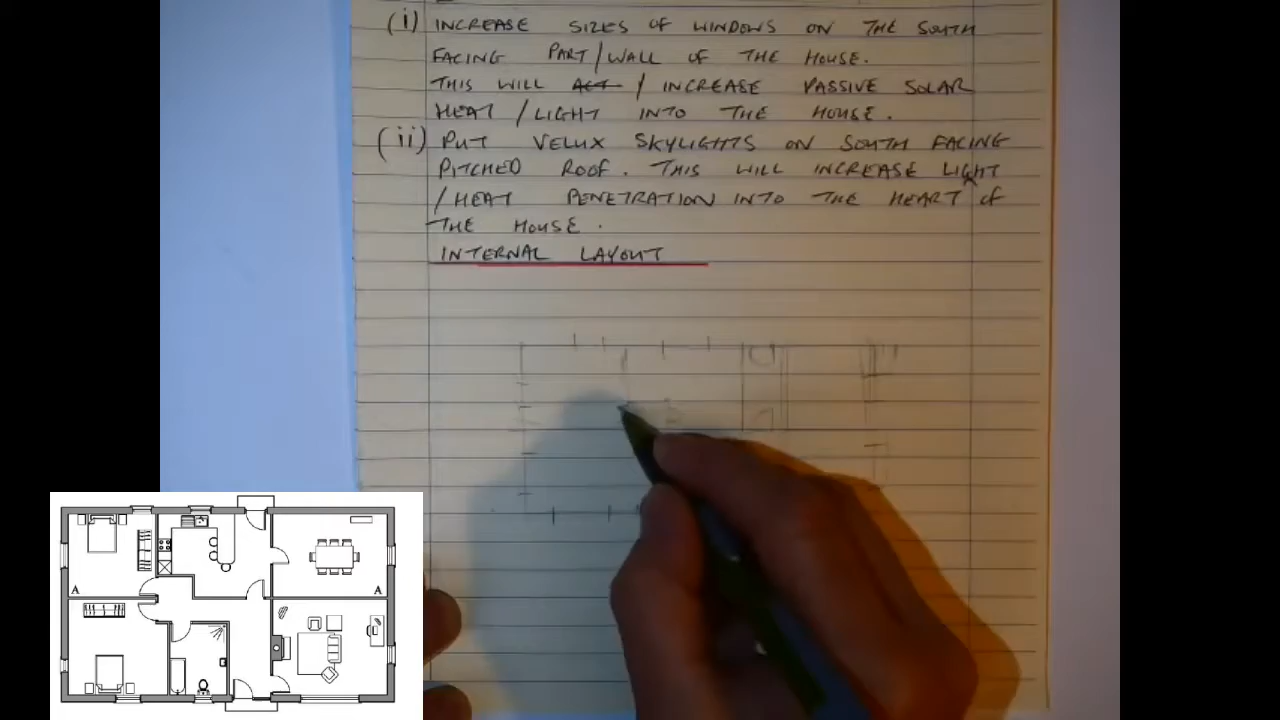 (i) INCREASE SIZES OF WINDOWS ON THE SOUTH
FACING PART/WALL OF THE HOUSE.
THIS WILL ACT / INCREASE PASSIVE SOLAR
HEAT /LIGHT INTO THE HOUSE.
(ii) PUT VELUX SKYLIGHTS ON SOUTH FACING
PITCHED ROOF. THIS WILL INCREASE LIGHT
/HEAT PENETRATION INTO THE HEART OF
THE HOUSE.
INTERNAL LAYOUT
A A